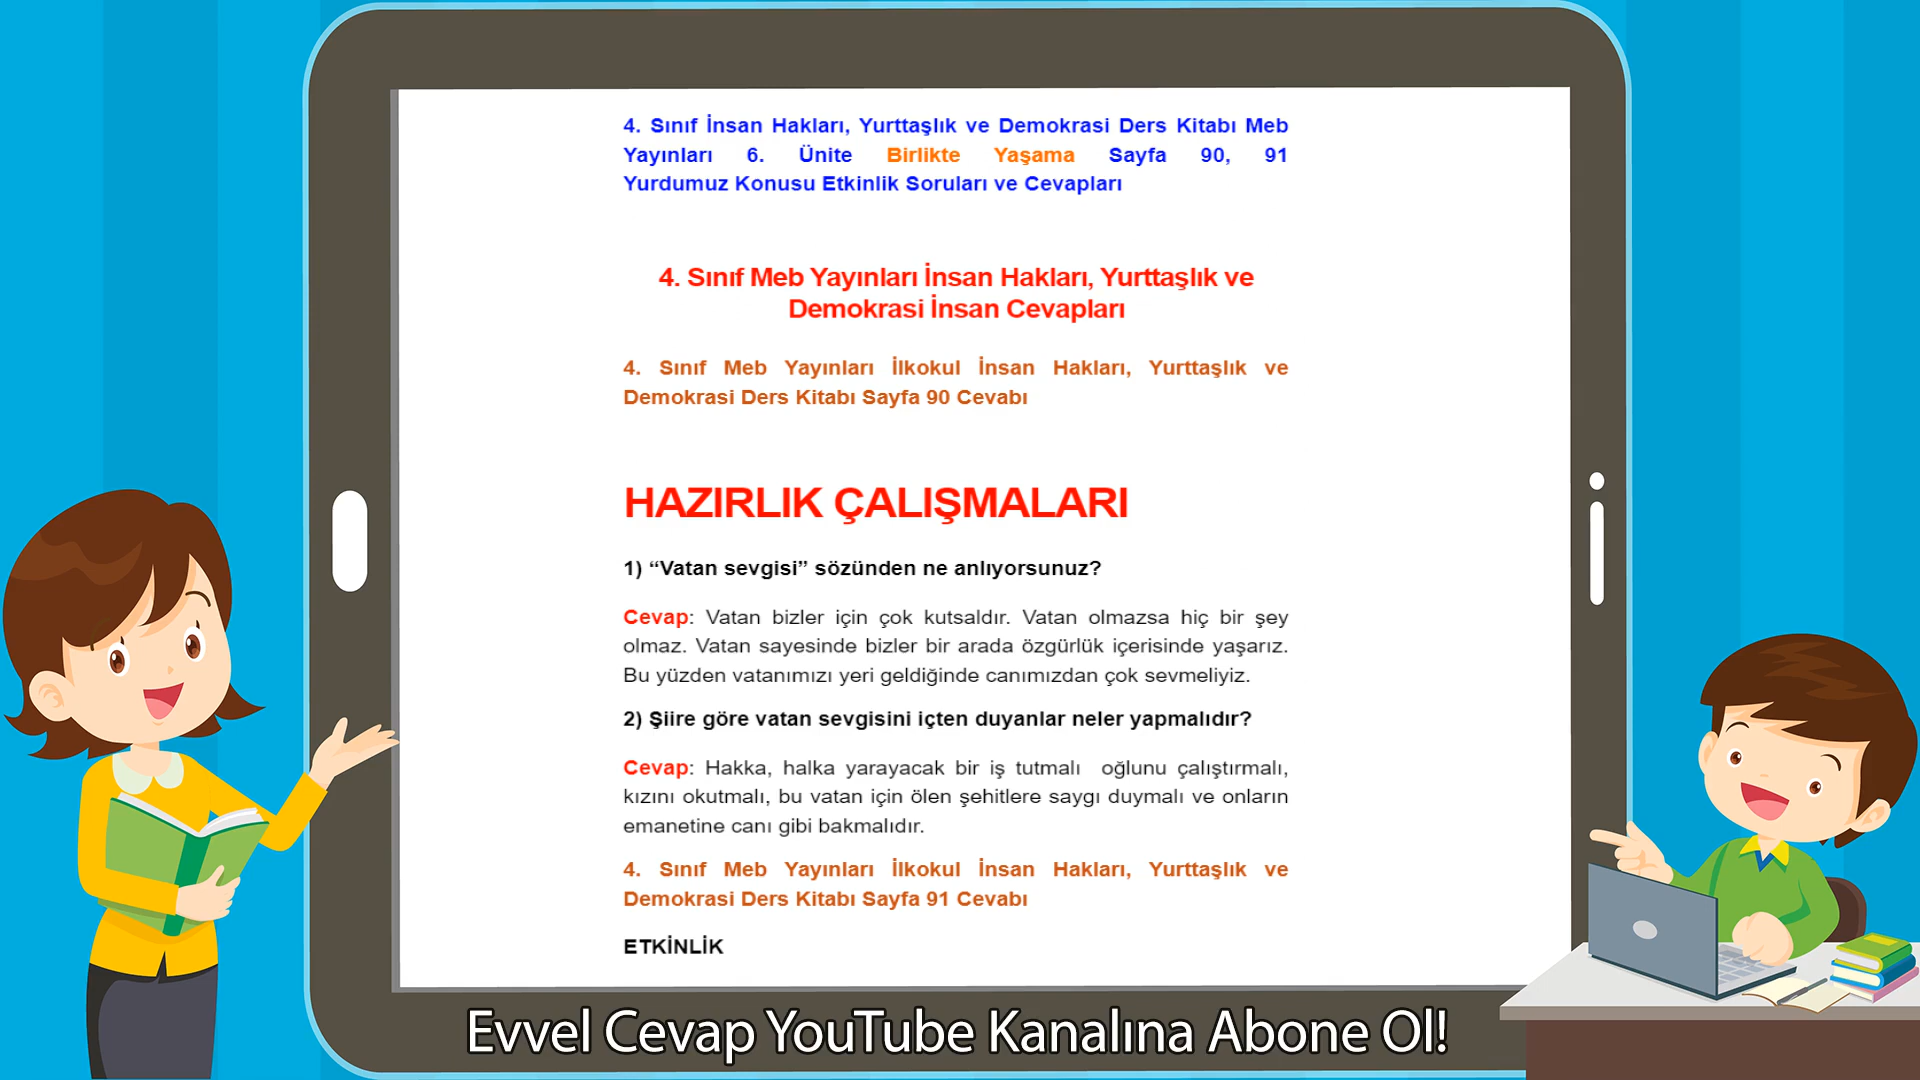 4. Sınıf İnsan Hakları, Yurttaşlık ve Demokrasi Ders Kitabı Meb
Yayınları 6. Ünite Birlikte Yaşama Sayfa 90, 91
Yurdumuz Konusu Etkinlik Soruları ve Cevapları
4. Sınıf Meb Yayınları İnsan Hakları, Yurttaşlık ve
Demokrasi İnsan Cevapları
4. Sınıf Meb Yayınları İlkokul İnsan Hakları, Yurttaşlık ve
Demokrasi Ders Kitabı Sayfa 90 Cevabı
HAZIRLIK ÇALIŞMALARI
1) “Vatan sevgisi” sözünden ne anlıyorsunuz?
Cevap: Vatan bizler için çok kutsaldır. Vatan olmazsa hiç bir şey
olmaz. Vatan sayesinde bizler bir arada özgürlük içerisinde yaşarız.
Bu yüzden vatanımızı yeri geldiğinde canımızdan çok sevmeliyiz.
2) Şiire göre vatan sevgisini içten duyanlar neler yapmalıdır?
Cevap: Hakka, halka yarayacak bir iş tutmalı oğlunu çalıştırmalı,
kızını okutmalı, bu vatan için ölen şehitlere saygı duymalı ve onların
emanetine canı gibi bakmalıdır.
4. Sınıf Meb Yayınları İlkokul İnsan Hakları, Yurttaşlık ve
Demokrasi Ders Kitabı Sayfa 91 Cevabı
ETKİNLİK
Evvel Cevap YouTube Kanalına Abone Ol!